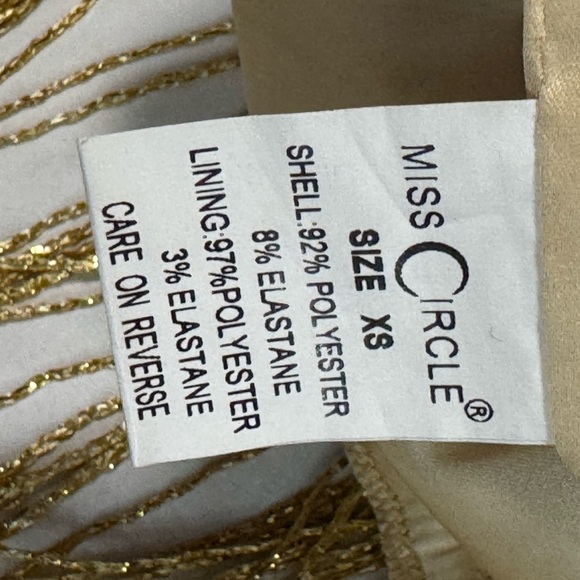 MISS CIRCLE®
SIZE XS
SHELL:92% POLYESTER
8% ELASTANE
LINING:97%POLYESTER
3% ELASTANE
CARE ON REVERSE